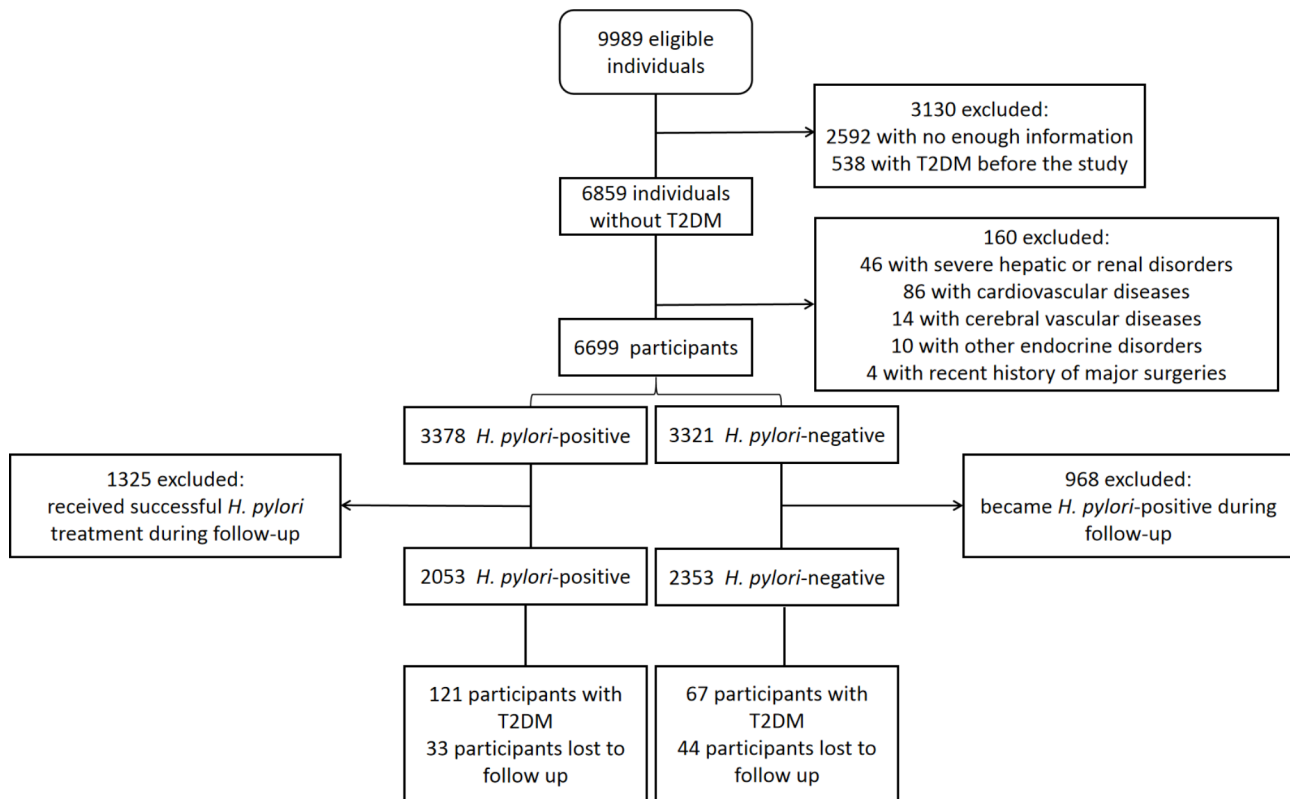 9989 eligible
individuals
3130 excluded:
2592 with no enough information
538 with T2DM before the study
6859 individuals
without T2DM
160 excluded:
46 with severe hepatic or renal disorders
86 with cardiovascular diseases
14 with cerebral vascular diseases
10 with other endocrine disorders
4 with recent history of major surgeries
6699 participants
3378 H. pylori-positive
3321 H. pylori-negative
1325 excluded:
received successful H. pylori
treatment during follow-up
968 excluded:
became H. pylori-positive during
follow-up
2053 H. pylori-positive
2353 H. pylori-negative
121 participants with
T2DM
33 participants lost to
follow up
67 participants with
T2DM
44 participants lost to
follow up